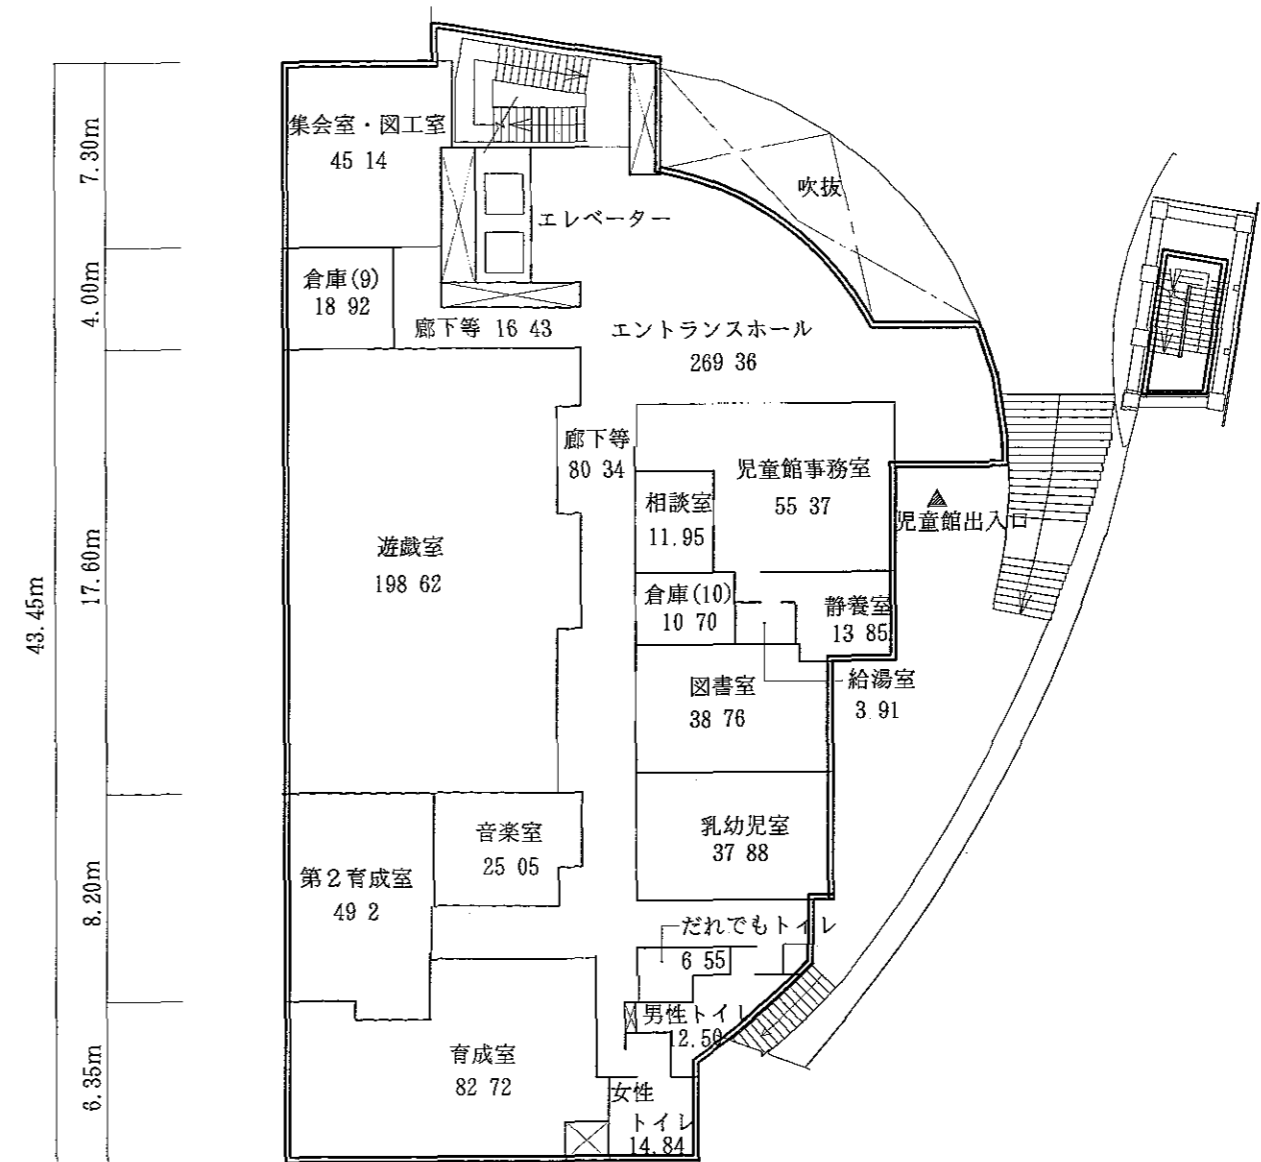 集会室・図工室
45 14
吹抜
エレベーター
倉庫(9)
18 92
廊下等 16 43
エントランスホール
269 36
廊下等
80 34
児童館事務室
55 37
相談室
11.95
児童館出入口
遊戯室
198 62
倉庫(10)
10 70
静養室
13 85
給湯室
3 91
図書室
38 76
乳幼児室
37 88
音楽室
25 05
第2育成室
49 2
だれでもトイレ
6 55
男性トイレ
12.50
育成室
82 72
女性
トイレ
14.84
7.30m
4.00m
17.60m
43.45m
8.20m
6.35m